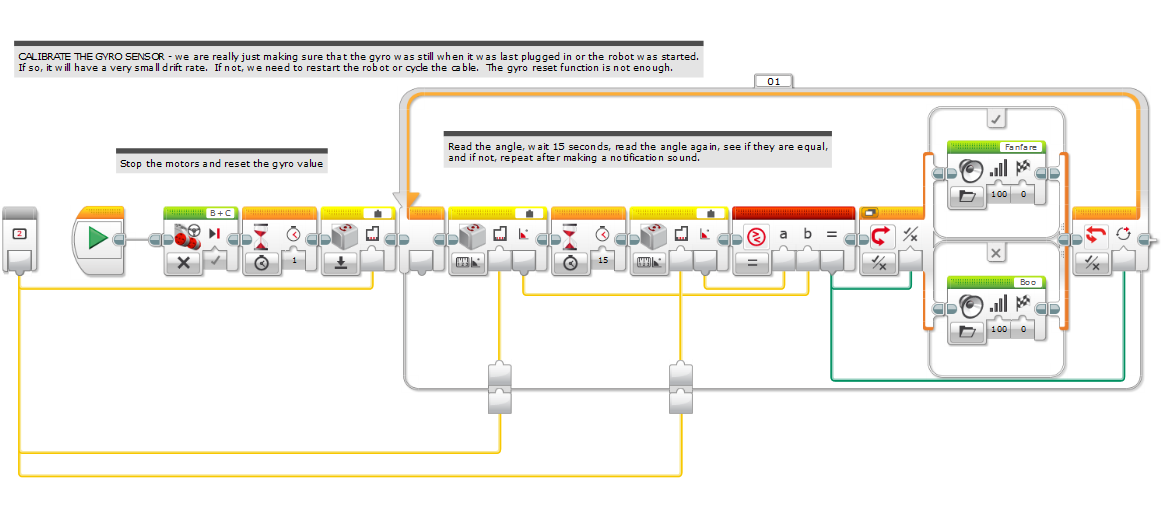 CALIBRATE THE GYRO SENSOR - we are really just making sure that the gyro was still when it was last plugged in or the robot was started.
If so, it will have a very small drift rate.  If not, we need to restart the robot or cycle the cable.  The gyro reset function is not enough.
01
Stop the motors and reset the gyro value
Read the angle, wait 15 seconds, read the angle again, see if they are equal,
and if not, repeat after making a notification sound.
Fanfare
100 0
2
B+C
1
15
a b =
=
Boo
100 0